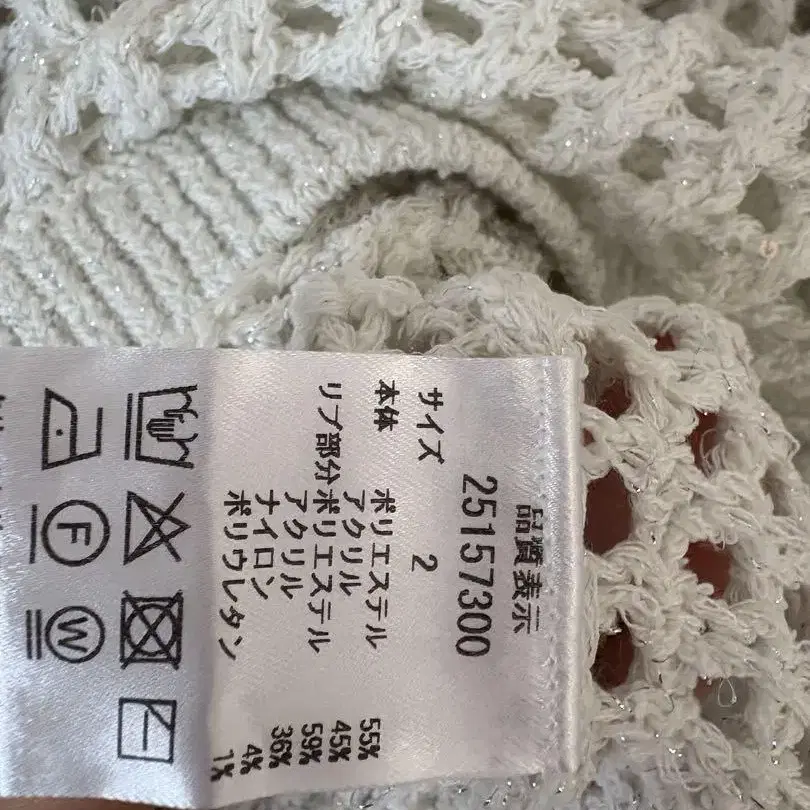 品質表示
25157300
サイズ 2
本体 ポリエステル 55%
アクリル 45%
リブ部分 ポリエステル 59%
アクリル 36%
ナイロン 4%
ポリウレタン 1%
F
W